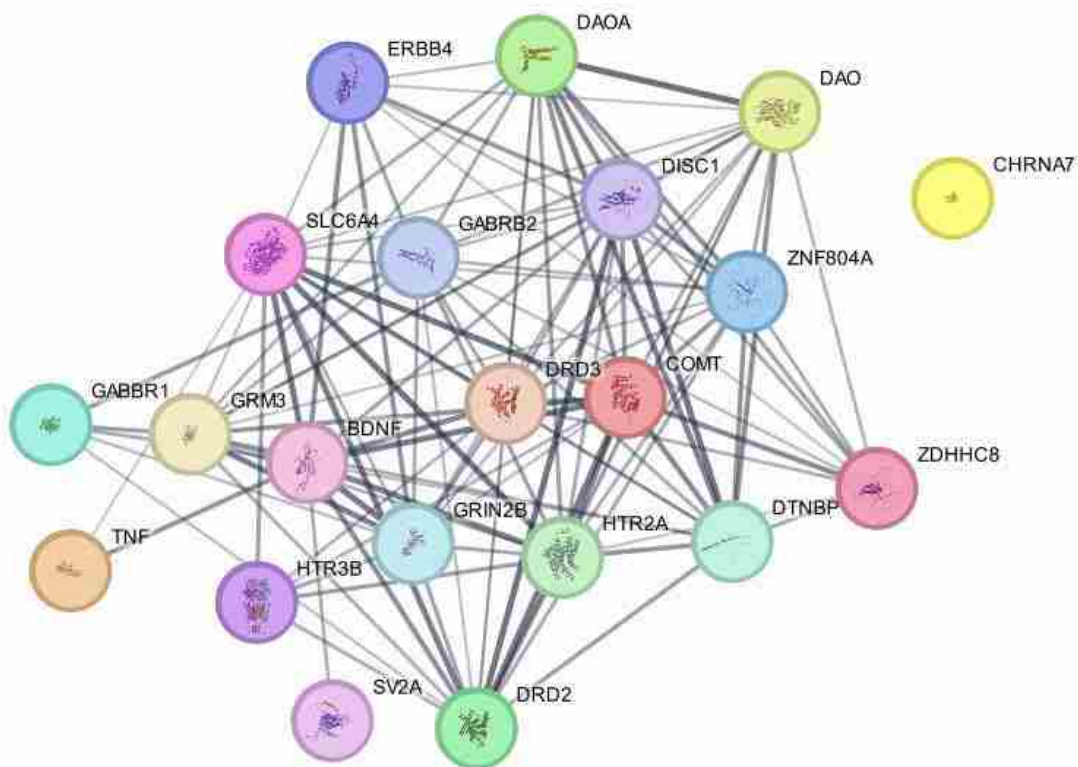 DAOA
ERBB4
DAO
DISC1
CHRNA7
SLC6A4
GABRB2
ZNF804A
DRD3
COMT
GABBR1
GRM3
BDNF
ZDHHC8
GRIN2B
HTR2A
DTNBP
TNF
HTR3B
SV2A
DRD2